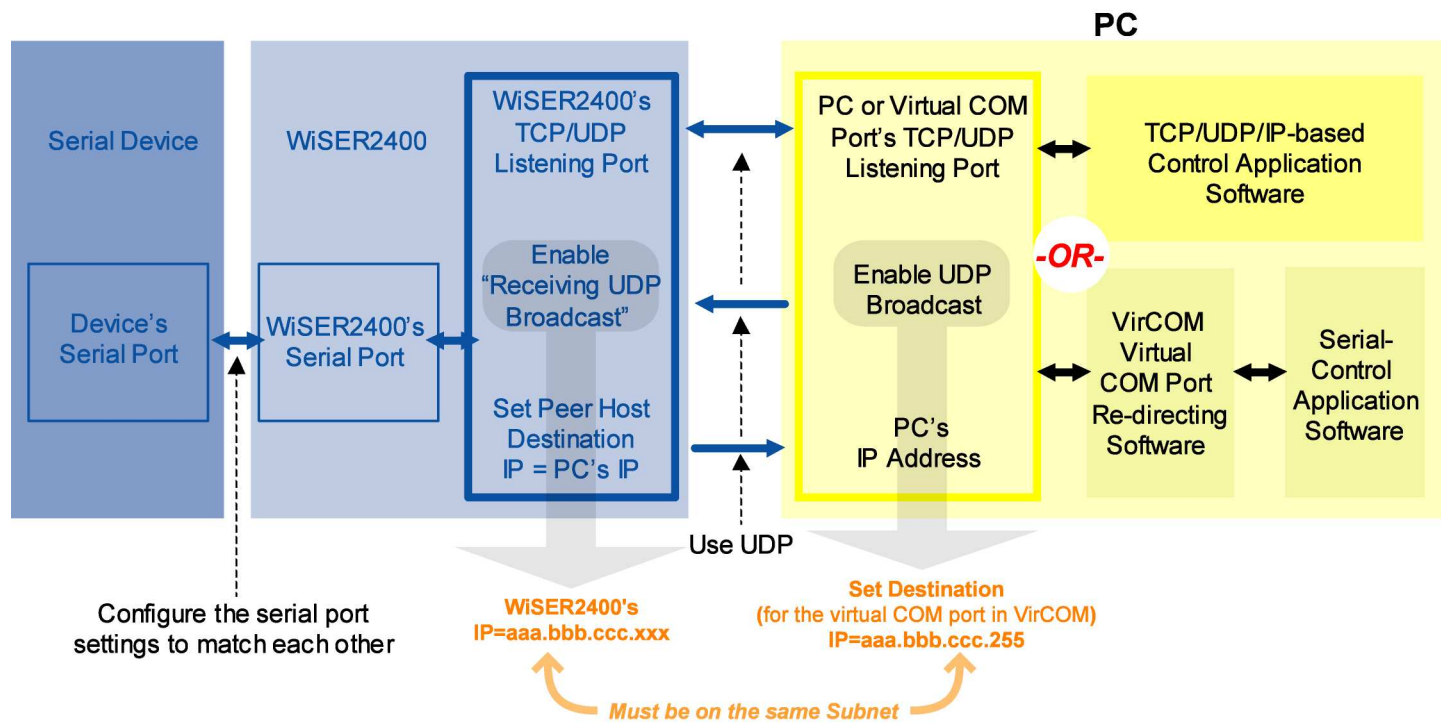 PC
Serial Device
Device's
Serial Port
WiSER2400
WiSER2400's
Serial Port
WiSER2400's
TCP/UDP
Listening Port
Enable
“Receiving UDP
Broadcast”
Set Peer Host
Destination
IP = PC's IP
PC or Virtual COM
Port's TCP/UDP
Listening Port
Enable UDP
Broadcast
PC's
IP Address
TCP/UDP/IP-based
Control Application
Software
-OR-
VirCOM
Virtual
COM Port
Re-directing
Software
Serial-
Control
Application
Software
Use UDP
Configure the serial port
settings to match each other
WiSER2400's
IP=aaa.bbb.ccc.xxx
Set Destination
(for the virtual COM port in VirCOM)
IP=aaa.bbb.ccc.255
Must be on the same Subnet